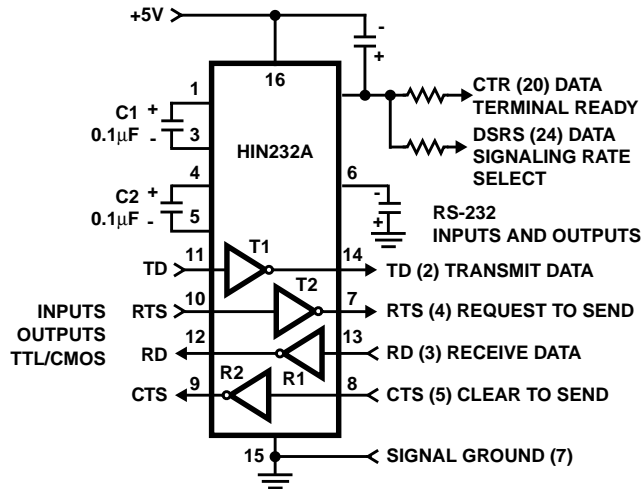 +5V
-
+
16
1
CTR (20) DATA
TERMINAL READY
C1
0.1μF
+
-
3
HIN232A
DSRS (24) DATA
SIGNALING RATE
SELECT
4
6
C2
0.1μF
+
-
5
-
+
RS-232
INPUTS AND OUTPUTS
TD
11
T1
14
TD (2) TRANSMIT DATA
INPUTS
OUTPUTS
TTL/CMOS
RTS
10
T2
7
RTS (4) REQUEST TO SEND
RD
12
R1
13
RD (3) RECEIVE DATA
CTS
9
R2
8
CTS (5) CLEAR TO SEND
15
SIGNAL GROUND (7)